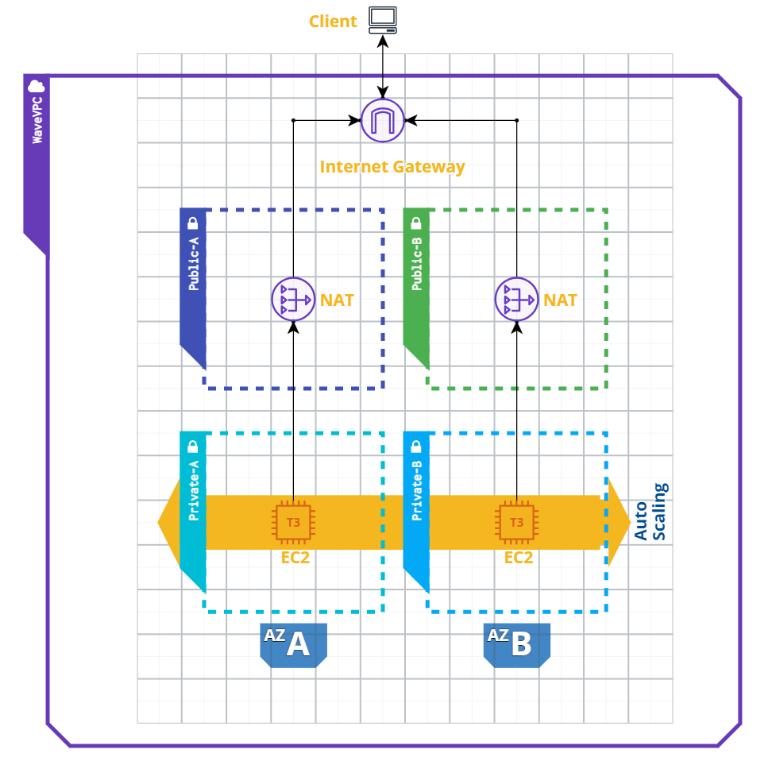 Client
WaveVPC
Internet Gateway
Public-A
Public-B
NAT
NAT
Private-A
Private-B
T3
T3
EC2
EC2
Auto
Scaling
AZ A
AZ B